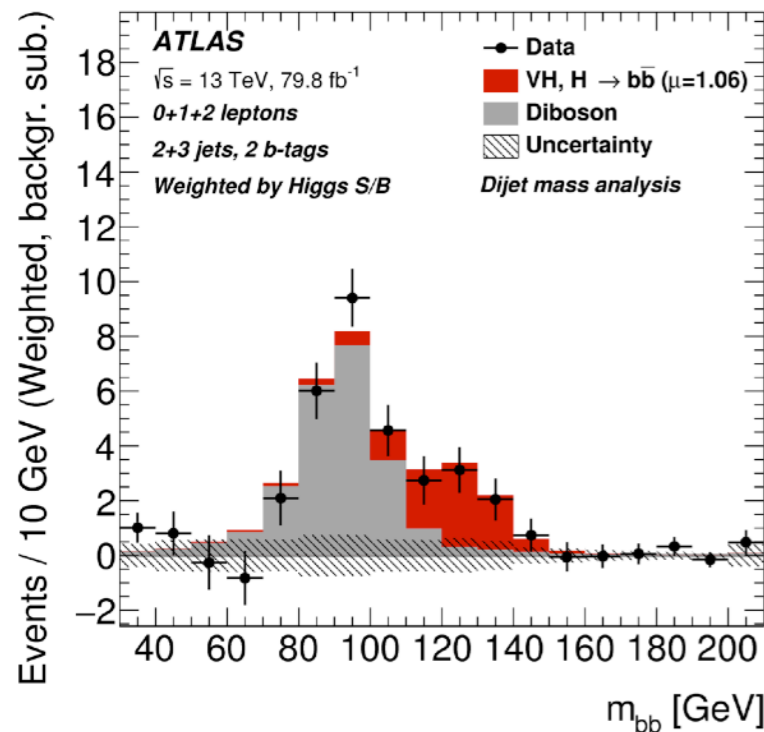 Events / 10 GeV (Weighted, backgr. sub.)
18
16
14
12
10
8
6
4
2
0
−2
ATLAS
√s = 13 TeV, 79.8 fb⁻¹
0+1+2 leptons
2+3 jets, 2 b-tags
Weighted by Higgs S/B
Data
VH, H → bb̄ (μ=1.06)
Diboson
Uncertainty
Dijet mass analysis
40 60 80 100 120 140 160 180 200
m_bb [GeV]